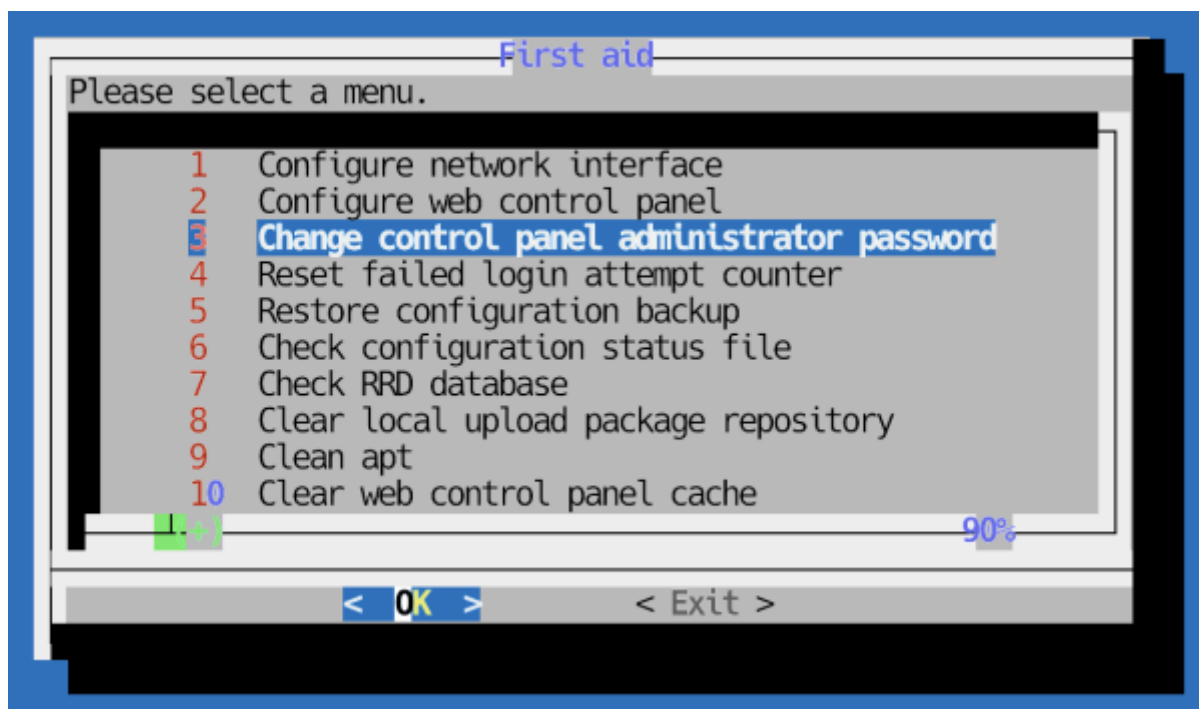 First aid
Please select a menu.
1 Configure network interface
2 Configure web control panel
3 Change control panel administrator password
4 Reset failed login attempt counter
5 Restore configuration backup
6 Check configuration status file
7 Check RRD database
8 Clear local upload package repository
9 Clean apt
10 Clear web control panel cache
(+) 90%
< OK > < Exit >